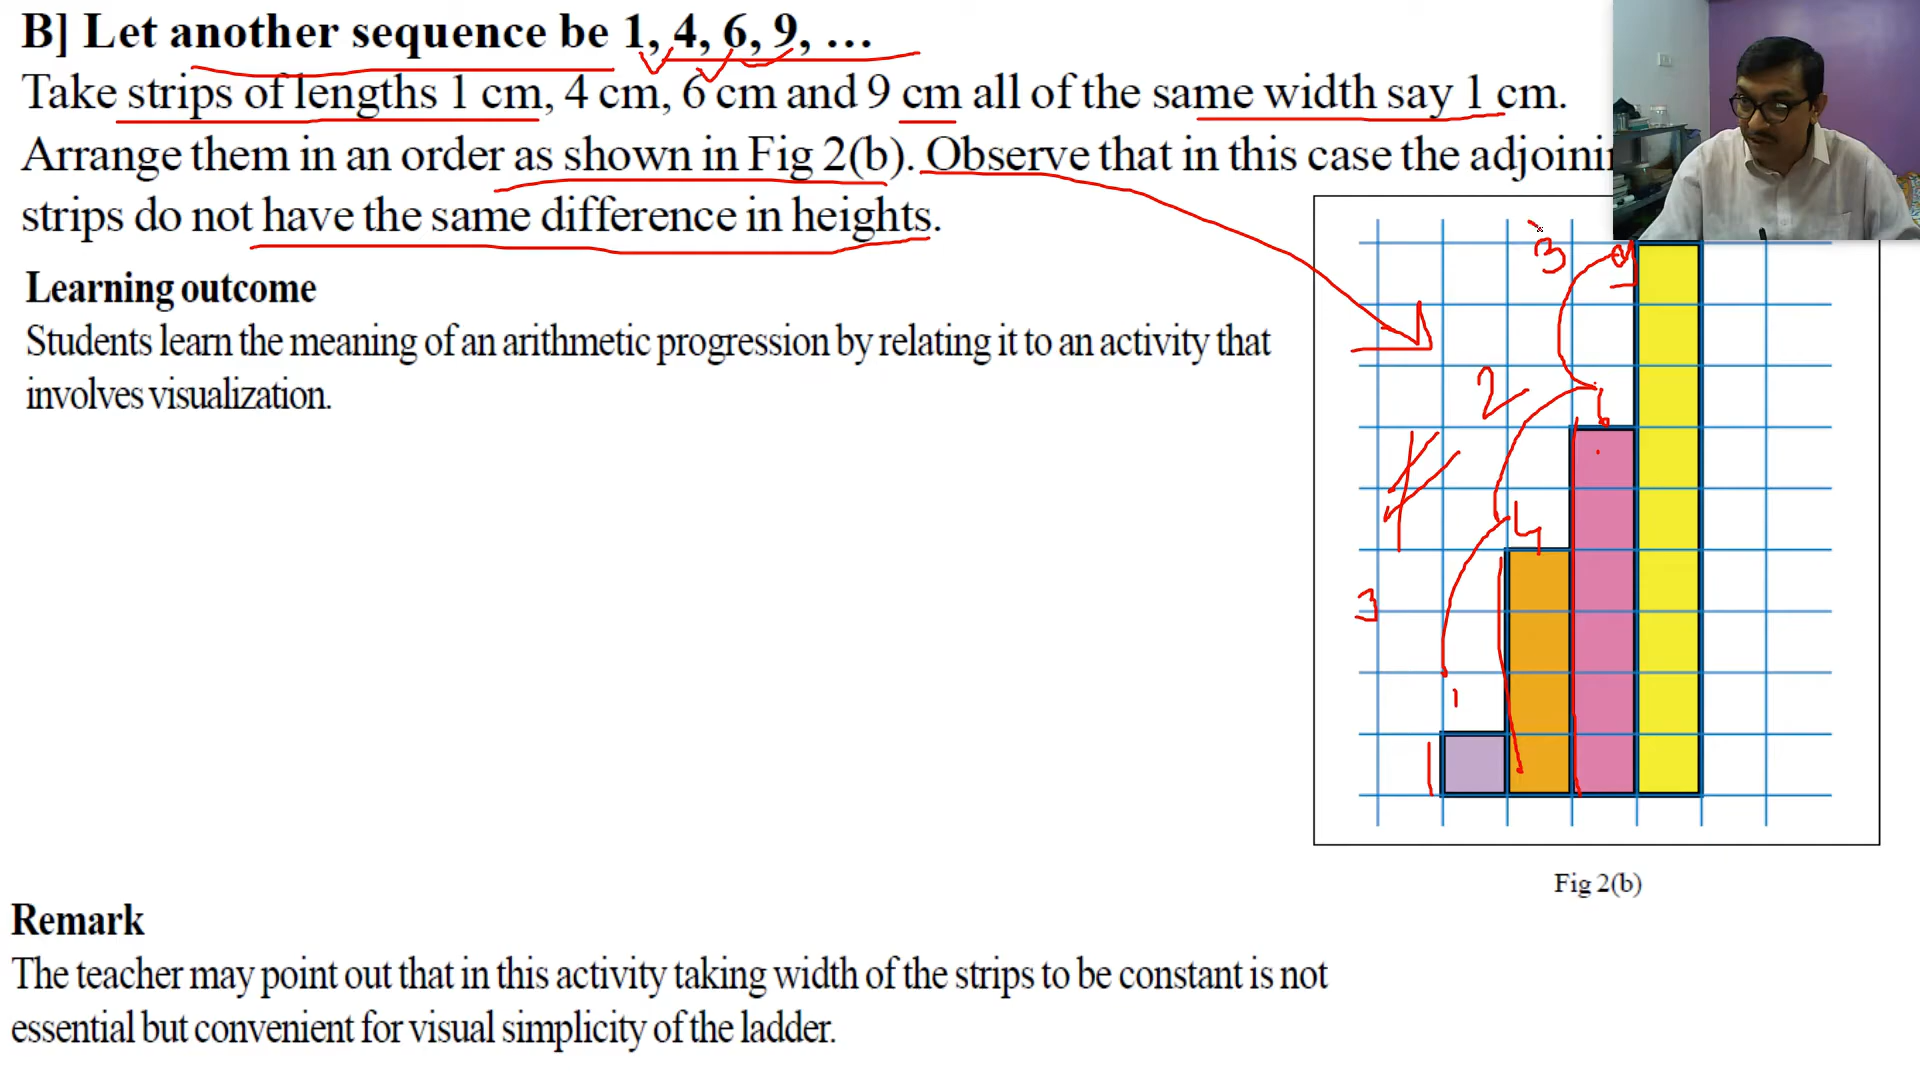 B] Let another sequence be 1, 4, 6, 9, …
Take strips of lengths 1 cm, 4 cm, 6 cm and 9 cm all of the same width say 1 cm.
Arrange them in an order as shown in Fig 2(b). Observe that in this case the
strips do not have the same difference in heights.
Learning outcome
Students learn the meaning of an arithmetic progression by relating it to an activity that
involves visualization.
3
9
2
6
4
3
1
1
Fig 2(b)
Remark
The teacher may point out that in this activity taking width of the strips to be constant is not
essential but convenient for visual simplicity of the ladder.